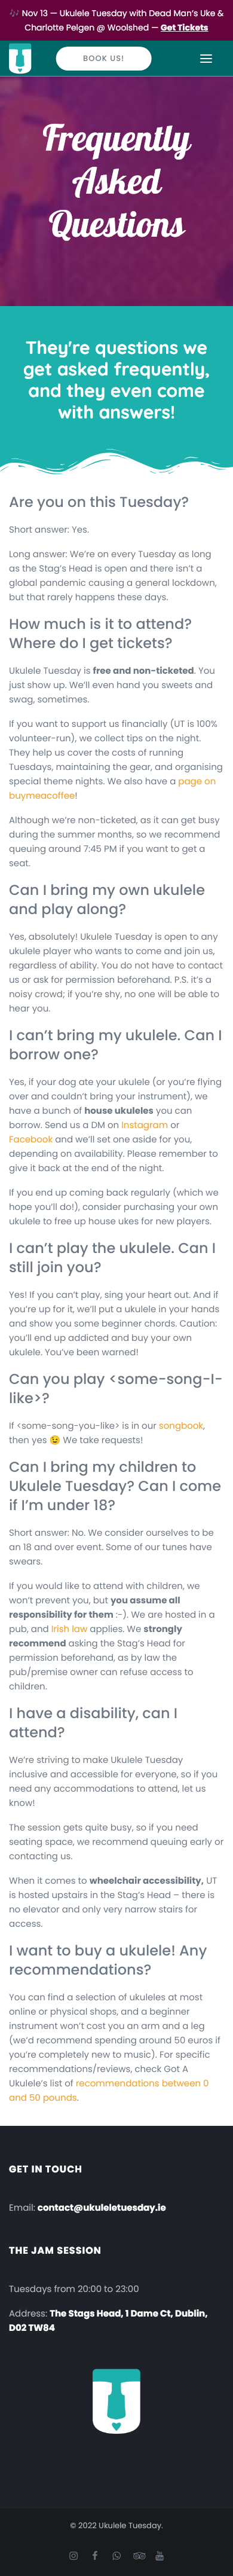 🎶 Nov 13 — Ukulele Tuesday with Dead Man's Uke &
Charlotte Pelgen @ Woolshed — Get Tickets
BOOK US!
Frequently
Asked
Questions
They're questions we
get asked frequently,
and they even come
with answers!
Are you on this Tuesday?
Short answer: Yes.
Long answer: We're on every Tuesday as long
as the Stag's Head is open and there isn't a
global pandemic causing a general lockdown,
but that rarely happens these days.
How much is it to attend?
Where do I get tickets?
Ukulele Tuesday is free and non-ticketed. You
just show up. We'll even hand you sweets and
swag, sometimes.
If you want to support us financially (UT is 100%
volunteer-run), we collect tips on the night.
They help us cover the costs of running
Tuesdays, maintaining the gear, and organising
special theme nights. We also have a page on
buymeacoffee!
Although we're non-ticketed, as it can get busy
during the summer months, so we recommend
queuing around 7:45 PM if you want to get a
seat.
Can I bring my own ukulele
and play along?
Yes, absolutely! Ukulele Tuesday is open to any
ukulele player who wants to come and join us,
regardless of ability. You do not have to contact
us or ask for permission beforehand. P.S. it's a
noisy crowd; if you're shy, no one will be able to
hear you.
I can't bring my ukulele. Can I
borrow one?
Yes, if your dog ate your ukulele (or you're flying
over and couldn't bring your instrument), we
have a bunch of house ukuleles you can
borrow. Send us a DM on Instagram or
Facebook and we'll set one aside for you,
depending on availability. Please remember to
give it back at the end of the night.
If you end up coming back regularly (which we
hope you'll do!), consider purchasing your own
ukulele to free up house ukes for new players.
I can't play the ukulele. Can I
still join you?
Yes! If you can't play, sing your heart out. And if
you're up for it, we'll put a ukulele in your hands
and show you some beginner chords. Caution:
you'll end up addicted and buy your own
ukulele. You've been warned!
Can you play <some-song-I-
like>?
If <some-song-you-like> is in our songbook,
then yes 😉 We take requests!
Can I bring my children to
Ukulele Tuesday? Can I come
if I'm under 18?
Short answer: No. We consider ourselves to be
an 18 and over event. Some of our tunes have
swears.
If you would like to attend with children, we
won't prevent you, but you assume all
responsibility for them :-). We are hosted in a
pub, and Irish law applies. We strongly
recommend asking the Stag's Head for
permission beforehand, as by law the
pub/premise owner can refuse access to
children.
I have a disability, can I
attend?
We're striving to make Ukulele Tuesday
inclusive and accessible for everyone, so if you
need any accommodations to attend, let us
know!
The session gets quite busy, so if you need
seating space, we recommend queuing early or
contacting us.
When it comes to wheelchair accessibility, UT
is hosted upstairs in the Stag's Head – there is
no elevator and only very narrow stairs for
access.
I want to buy a ukulele! Any
recommendations?
You can find a selection of ukuleles at most
online or physical shops, and a beginner
instrument won't cost you an arm and a leg
(we'd recommend spending around 50 euros if
you're completely new to music). For specific
recommendations/reviews, check Got A
Ukulele's list of recommendations between 0
and 50 pounds.
GET IN TOUCH
Email: contact@ukuleletuesday.ie
THE JAM SESSION
Tuesdays from 20:00 to 23:00
Address: The Stags Head, 1 Dame Ct, Dublin,
D02 TW84
© 2022 Ukulele Tuesday.